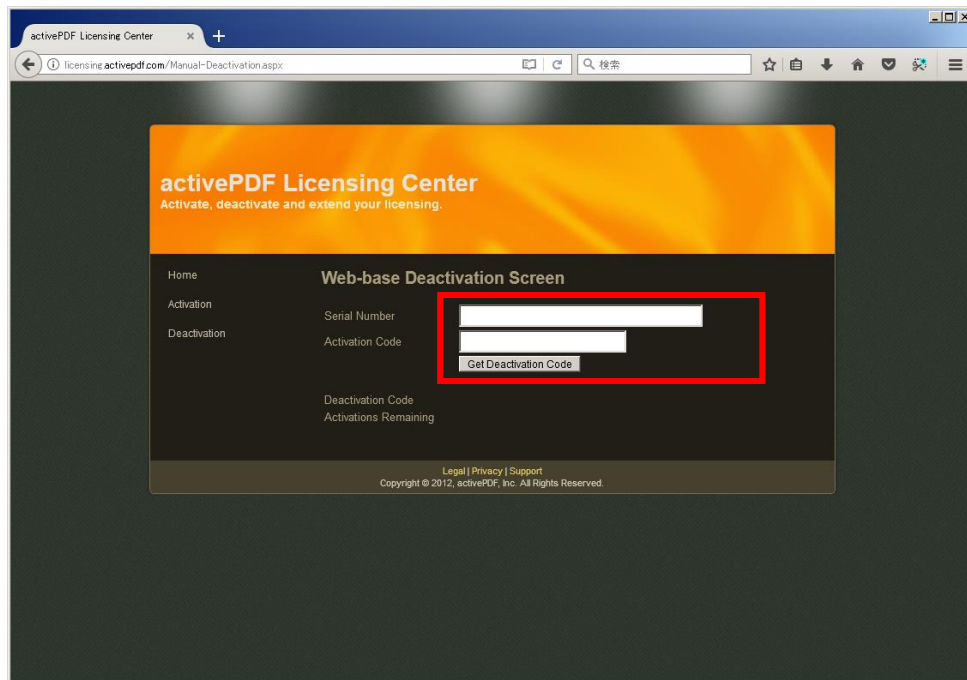 activePDF Licensing Center
licensing.activepdf.com/Manual-Deactivation.aspx
検索
activePDF Licensing Center
Activate, deactivate and extend your licensing.
Home
Activation
Deactivation
Web-base Deactivation Screen
Serial Number
Activation Code
Get Deactivation Code
Deactivation Code
Activations Remaining
Legal | Privacy | Support
Copyright © 2012, activePDF, Inc. All Rights Reserved.